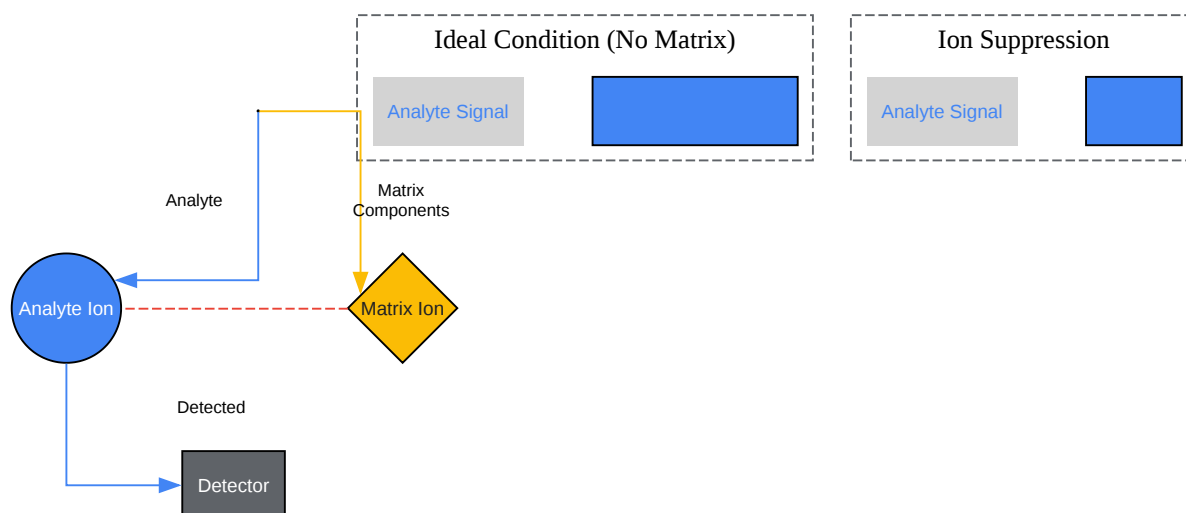 Ideal Condition (No Matrix)
Ion Suppression
Analyte Signal
Analyte Signal
Analyte
Matrix
Components
Analyte Ion
Matrix Ion
Detected
Detector